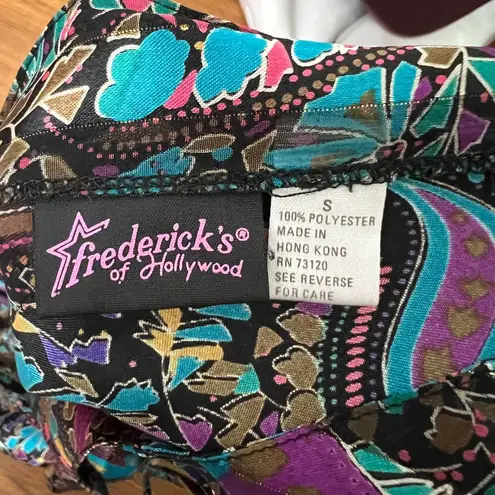 frederick's®
of Hollywood
S
100% POLYESTER
MADE IN
HONG KONG
RN 73120
SEE REVERSE
FOR CARE